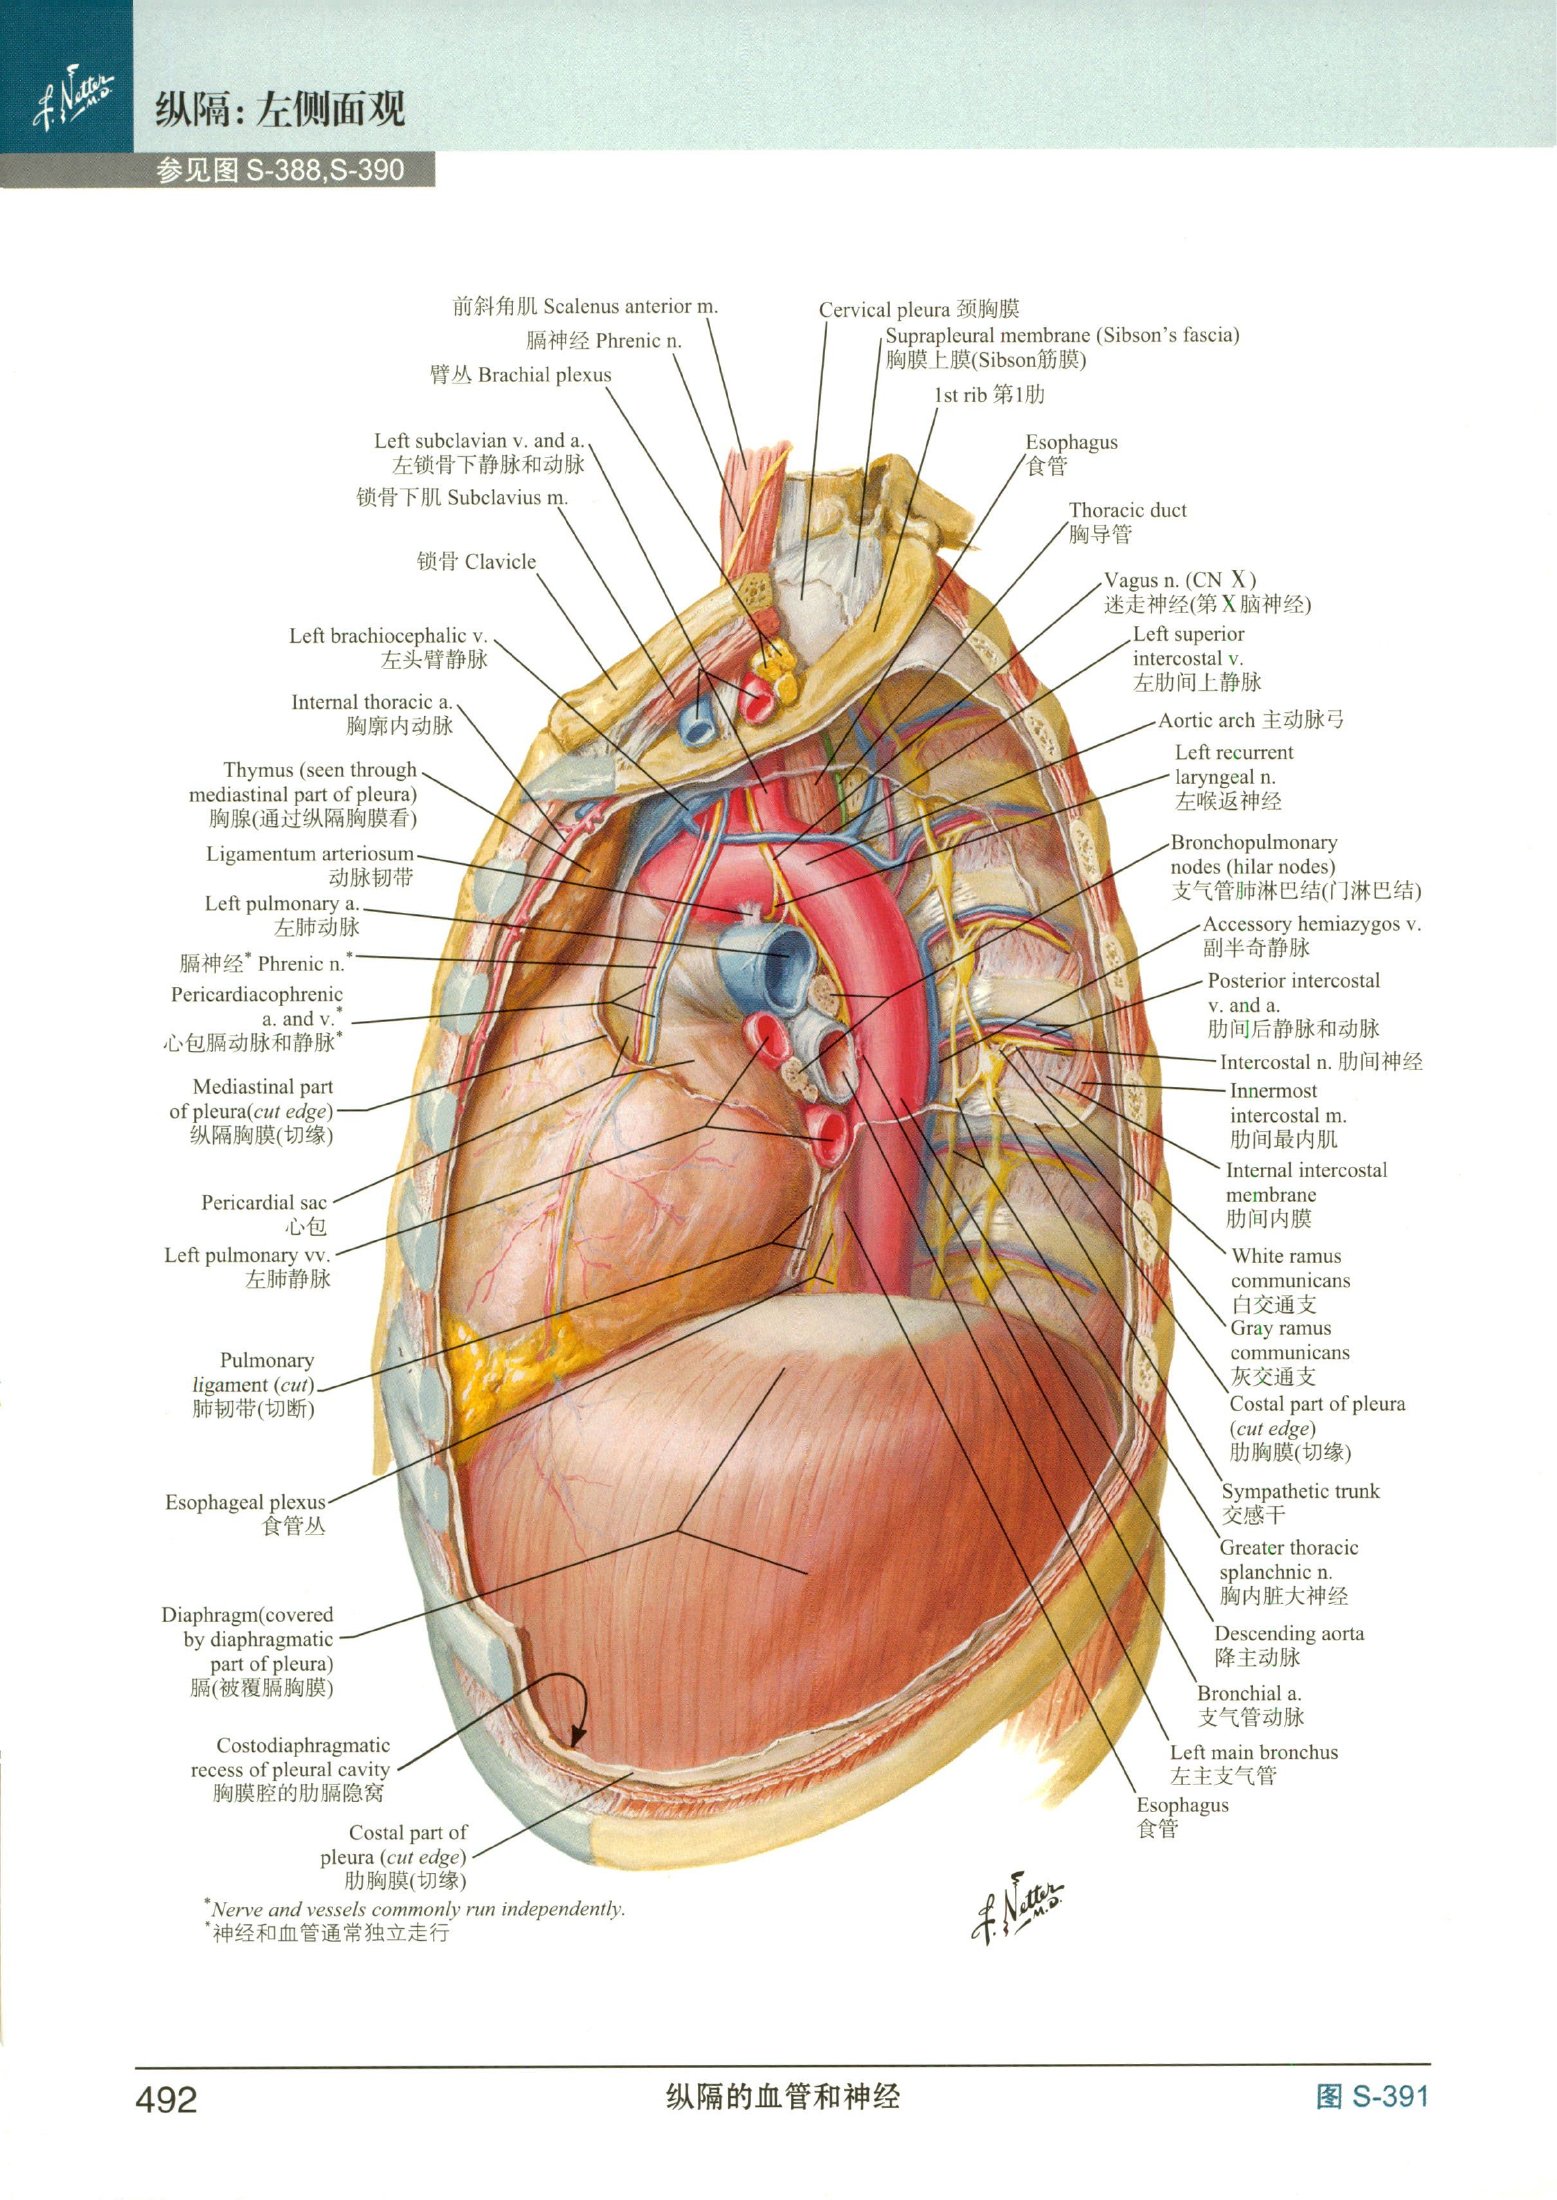 F. Netter M.D.
纵隔：左侧面观
参见图 S-388,S-390
前斜角肌 Scalenus anterior m.
膈神经 Phrenic n.
臂丛 Brachial plexus
Left subclavian v. and a.
左锁骨下静脉和动脉
锁骨下肌 Subclavius m.
锁骨 Clavicle
Left brachiocephalic v.
左头臂静脉
Internal thoracic a.
胸廓内动脉
Thymus (seen through
mediastinal part of pleura)
胸腺(通过纵隔胸膜看)
Ligamentum arteriosum
动脉韧带
Left pulmonary a.
左肺动脉
膈神经* Phrenic n.*
Pericardiacophrenic
a. and v.*
心包膈动脉和静脉*
Mediastinal part
of pleura(cut edge)
纵隔胸膜(切缘)
Pericardial sac
心包
Left pulmonary vv.
左肺静脉
Pulmonary
ligament (cut)
肺韧带(切断)
Esophageal plexus
食管丛
Diaphragm(covered
by diaphragmatic
part of pleura)
膈(被覆膈胸膜)
Costodiaphragmatic
recess of pleural cavity
胸膜腔的肋膈隐窝
Costal part of
pleura (cut edge)
肋胸膜(切缘)
*Nerve and vessels commonly run independently.
*神经和血管通常独立走行
Cervical pleura 颈胸膜
Suprapleural membrane (Sibson's fascia)
胸膜上膜(Sibson筋膜)
1st rib 第1肋
Esophagus
食管
Thoracic duct
胸导管
Vagus n. (CN X)
迷走神经(第X脑神经)
Left superior
intercostal v.
左肋间上静脉
Aortic arch 主动脉弓
Left recurrent
laryngeal n.
左喉返神经
Bronchopulmonary
nodes (hilar nodes)
支气管肺淋巴结(门淋巴结)
Accessory hemiazygos v.
副半奇静脉
Posterior intercostal
v. and a.
肋间后静脉和动脉
Intercostal n. 肋间神经
Innermost
intercostal m.
肋间最内肌
Internal intercostal
membrane
肋间内膜
White ramus
communicans
白交通支
Gray ramus
communicans
灰交通支
Costal part of pleura
(cut edge)
肋胸膜(切缘)
Sympathetic trunk
交感干
Greater thoracic
splanchnic n.
胸内脏大神经
Descending aorta
降主动脉
Bronchial a.
支气管动脉
Left main bronchus
左主支气管
Esophagus
食管
F. Netter M.D.
492
纵隔的血管和神经
图 S-391